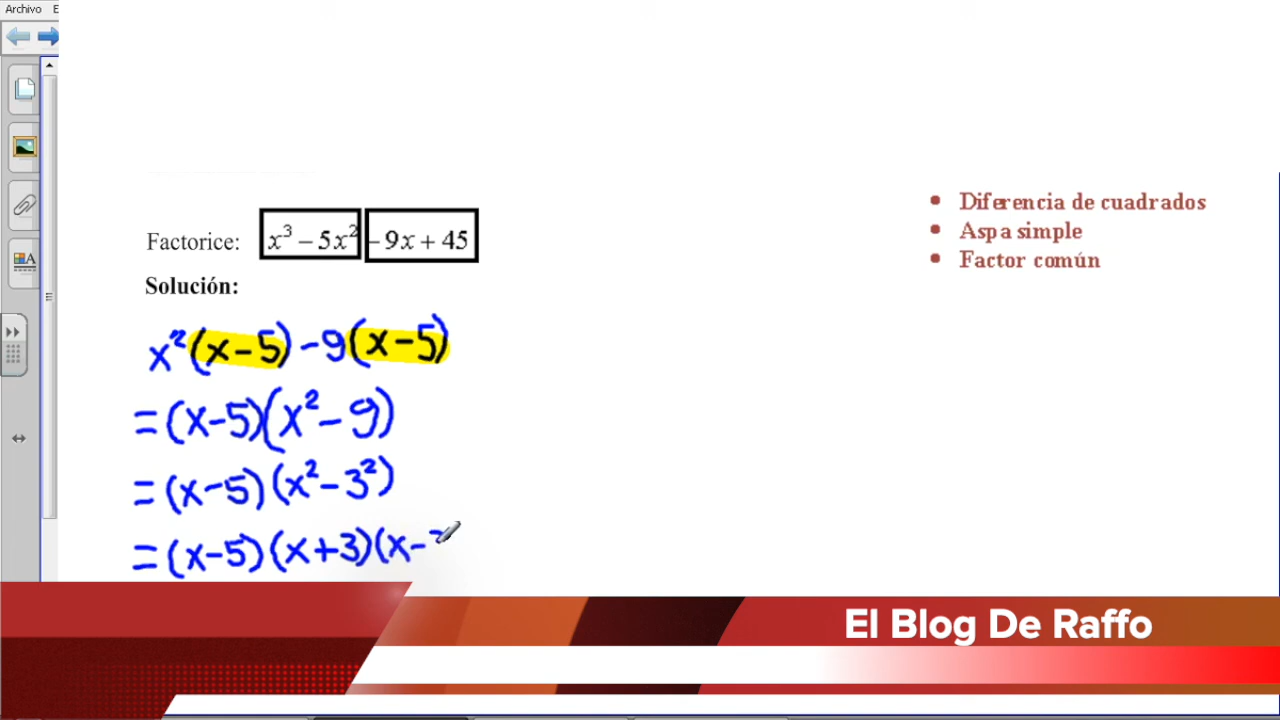 Archivo E
Factorice: x³ − 5x² − 9x + 45
Solución:
x²(x−5) −9(x−5)
=(x−5)(x²−9)
=(x−5)(x²−3²)
=(x−5)(x+3)(x−
• Diferencia de cuadrados
• Aspa simple
• Factor común
El Blog De Raffo